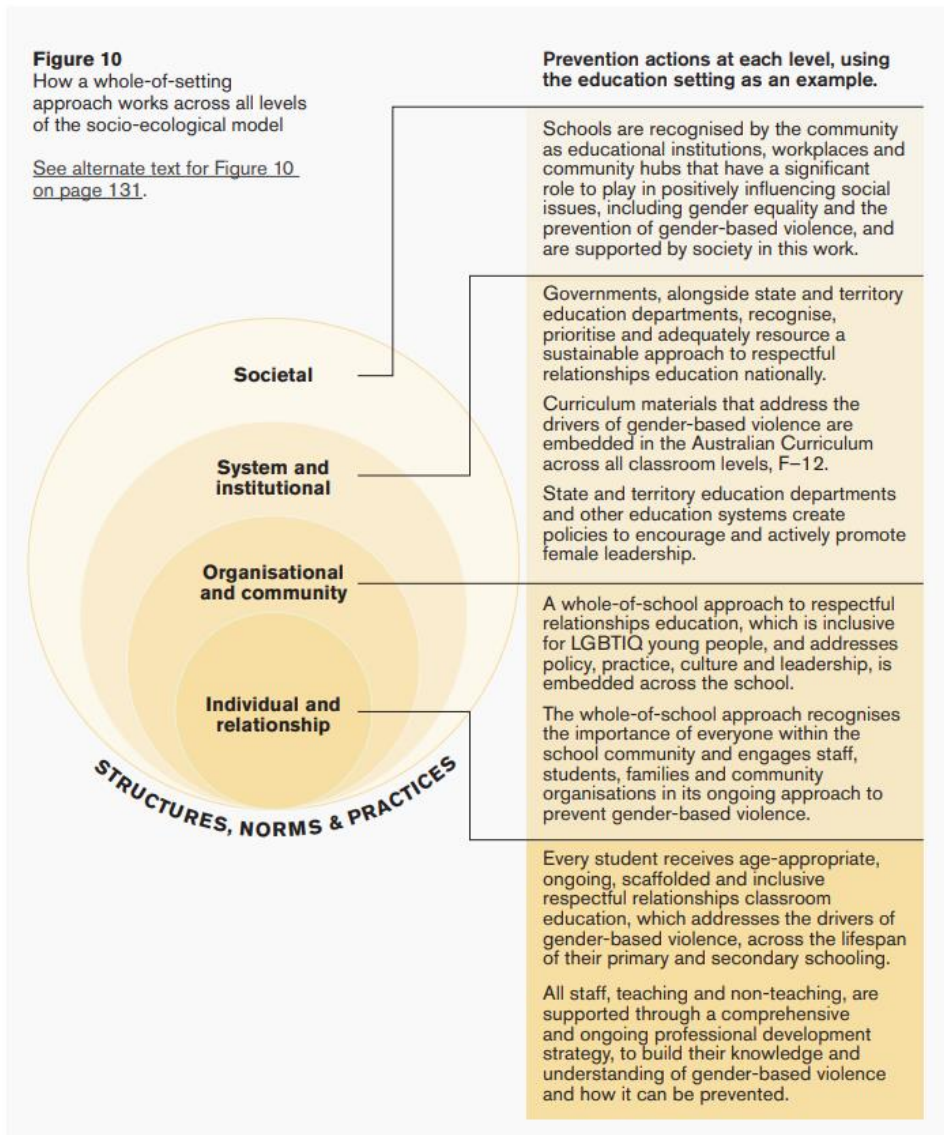 Figure 10
How a whole-of-setting
approach works across all levels
of the socio-ecological model
See alternate text for Figure 10
on page 131.
Prevention actions at each level, using
the education setting as an example.
Societal
Schools are recognised by the community
as educational institutions, workplaces and
community hubs that have a significant
role to play in positively influencing social
issues, including gender equality and the
prevention of gender-based violence, and
are supported by society in this work.
System and
institutional
Governments, alongside state and territory
education departments, recognise,
prioritise and adequately resource a
sustainable approach to respectful
relationships education nationally.
Curriculum materials that address the
drivers of gender-based violence are
embedded in the Australian Curriculum
across all classroom levels, F–12.
State and territory education departments
and other education systems create
policies to encourage and actively promote
female leadership.
Organisational
and community
A whole-of-school approach to respectful
relationships education, which is inclusive
for LGBTIQ young people, and addresses
policy, practice, culture and leadership, is
embedded across the school.
The whole-of-school approach recognises
the importance of everyone within the
school community and engages staff,
students, families and community
organisations in its ongoing approach to
prevent gender-based violence.
Individual and
relationship
Every student receives age-appropriate,
ongoing, scaffolded and inclusive
respectful relationships classroom
education, which addresses the drivers of
gender-based violence, across the lifespan
of their primary and secondary schooling.
All staff, teaching and non-teaching, are
supported through a comprehensive
and ongoing professional development
strategy, to build their knowledge and
understanding of gender-based violence
and how it can be prevented.
STRUCTURES, NORMS & PRACTICES